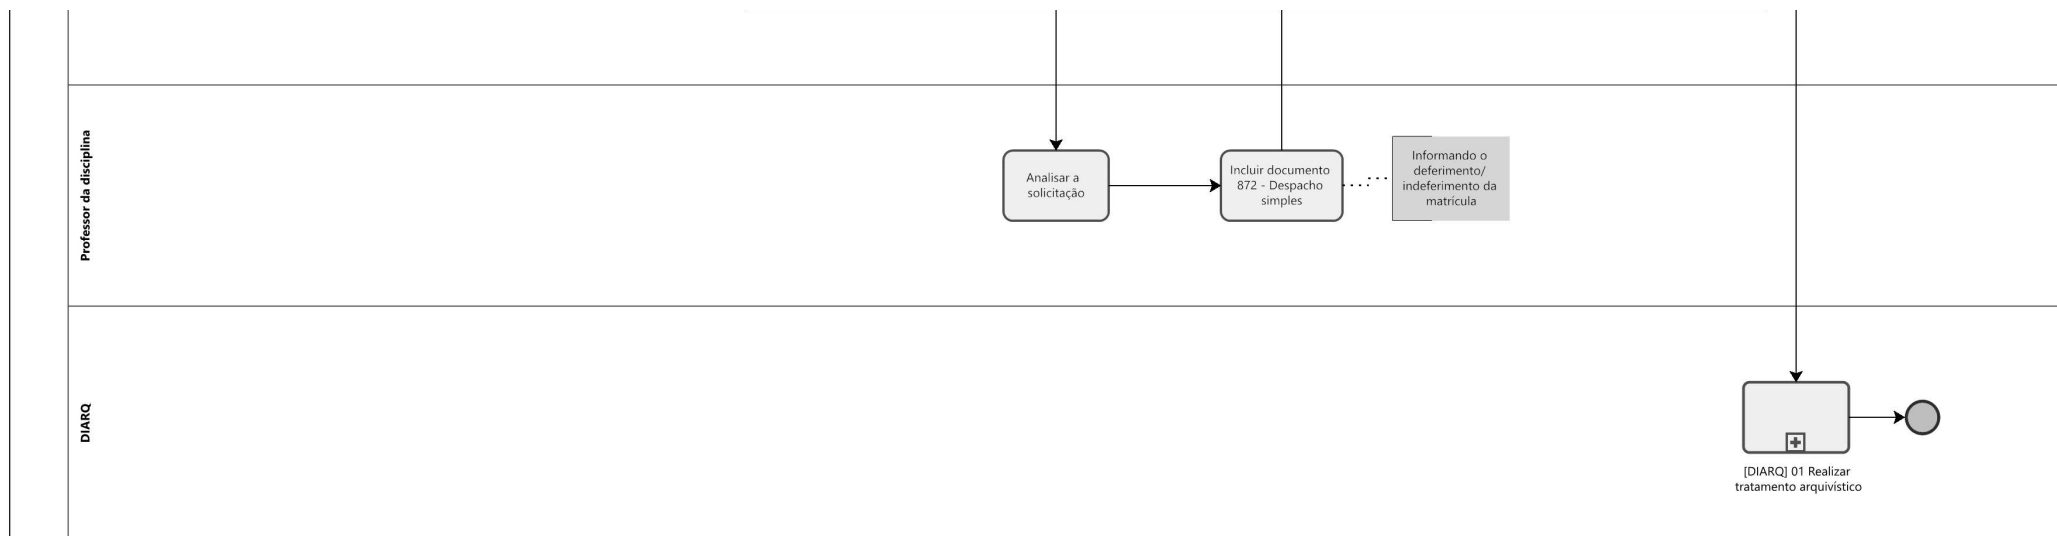 Professor da disciplina
Analisar a
solicitação
Incluir documento
872 - Despacho
simples
Informando o
deferimento/
indeferimento da
matrícula
DIARQ
[DIARQ] 01 Realizar
tratamento arquivístico